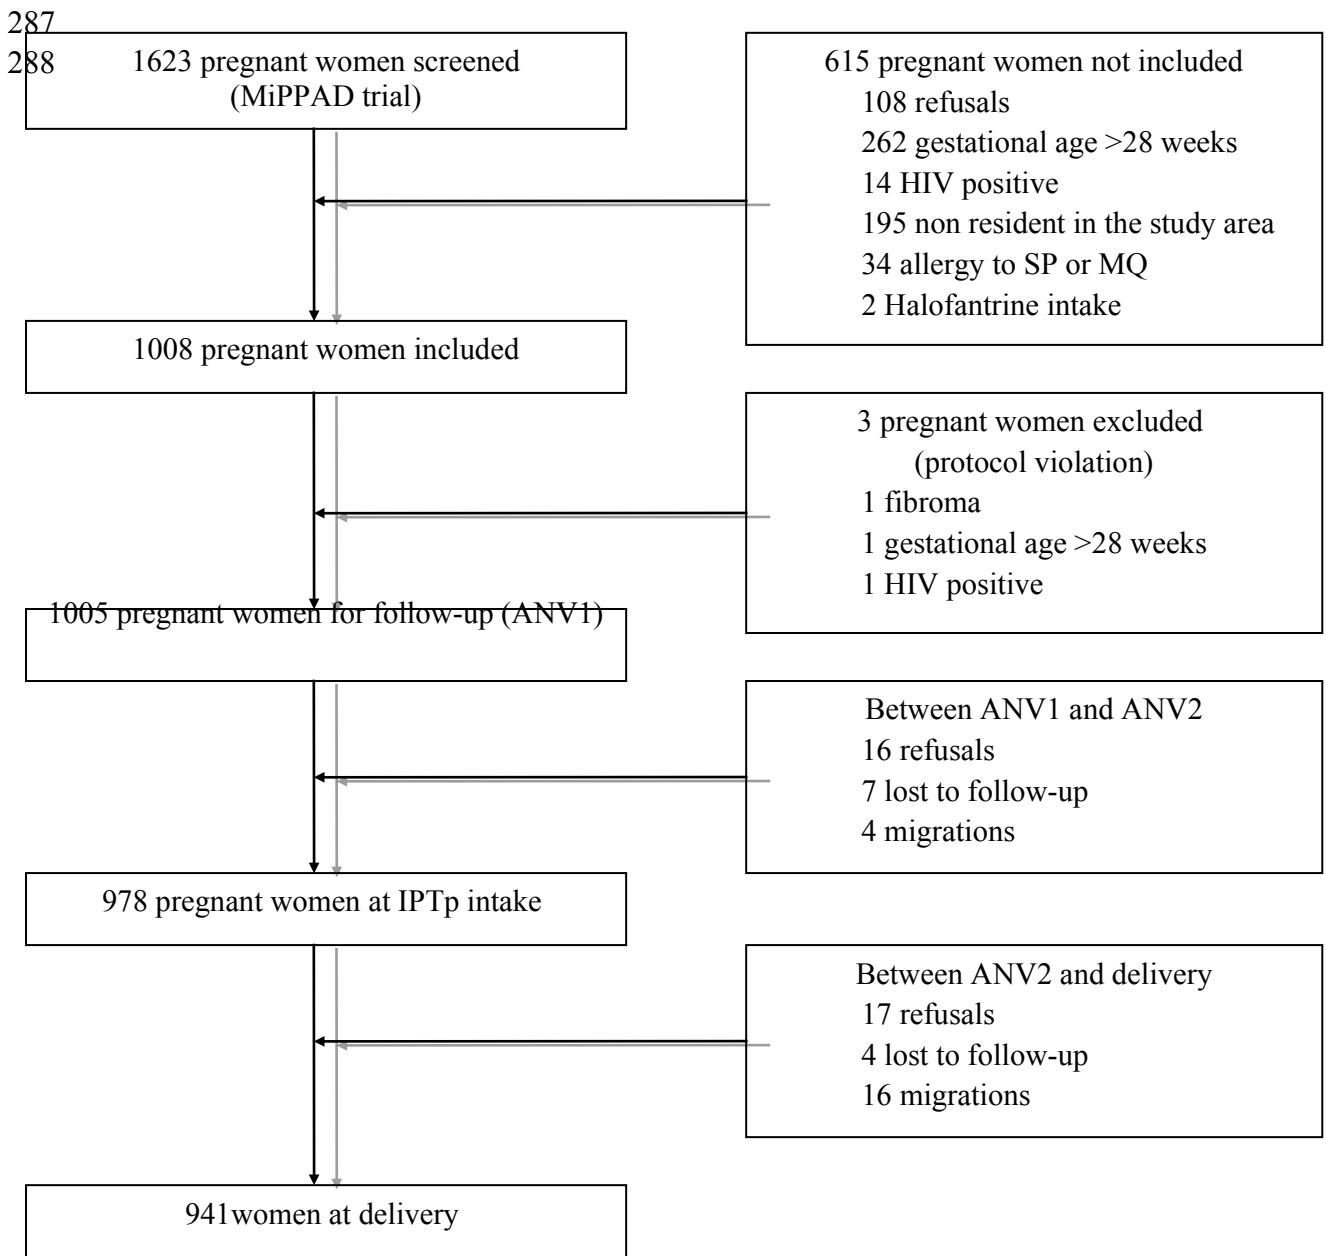 287
288
1623 pregnant women screened
(MiPPAD trial)
615 pregnant women not included
108 refusals
262 gestational age >28 weeks
14 HIV positive
195 non resident in the study area
34 allergy to SP or MQ
2 Halofantrine intake
1008 pregnant women included
3 pregnant women excluded
(protocol violation)
1 fibroma
1 gestational age >28 weeks
1 HIV positive
1005 pregnant women for follow-up (ANV1)
Between ANV1 and ANV2
16 refusals
7 lost to follow-up
4 migrations
978 pregnant women at IPTp intake
Between ANV2 and delivery
17 refusals
4 lost to follow-up
16 migrations
941women at delivery